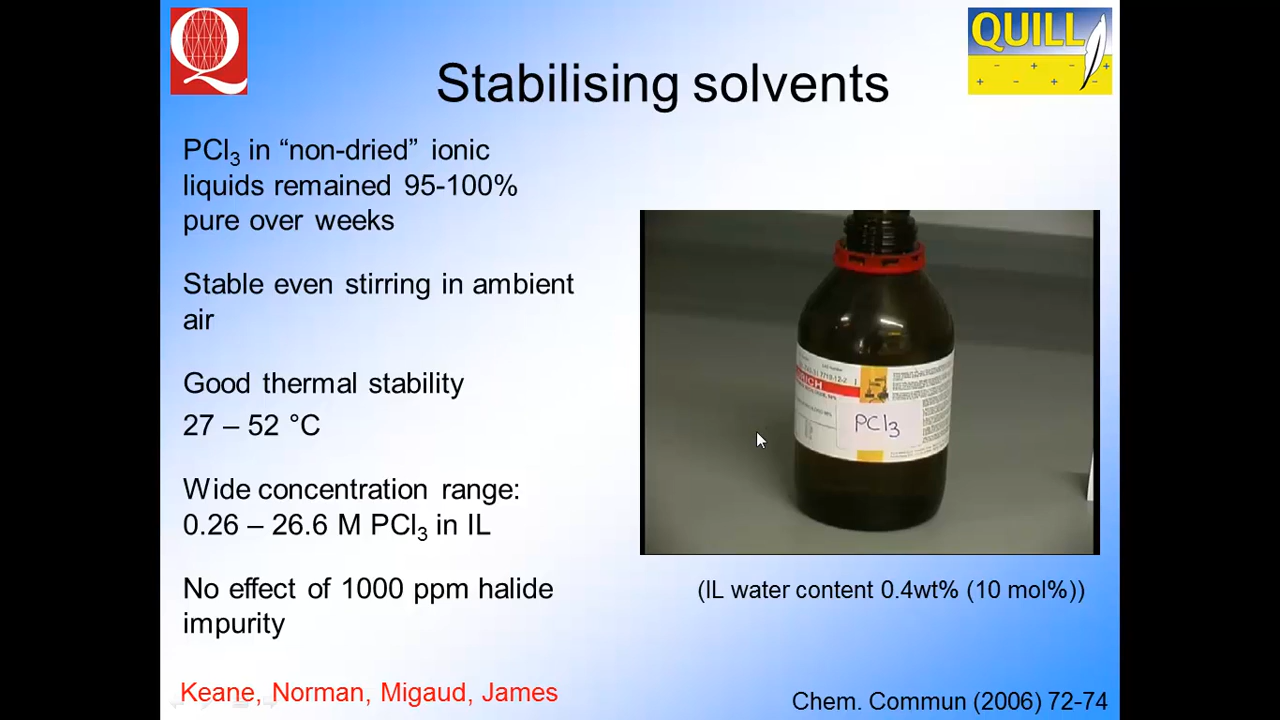 QUILL
Stabilising solvents
PCl₃ in “non-dried” ionic
liquids remained 95-100%
pure over weeks
Stable even stirring in ambient
air
Good thermal stability
27 – 52 °C
Wide concentration range:
0.26 – 26.6 M PCl₃ in IL
No effect of 1000 ppm halide
impurity
PCl₃
(IL water content 0.4wt% (10 mol%))
Keane, Norman, Migaud, James
Chem. Commun (2006) 72-74